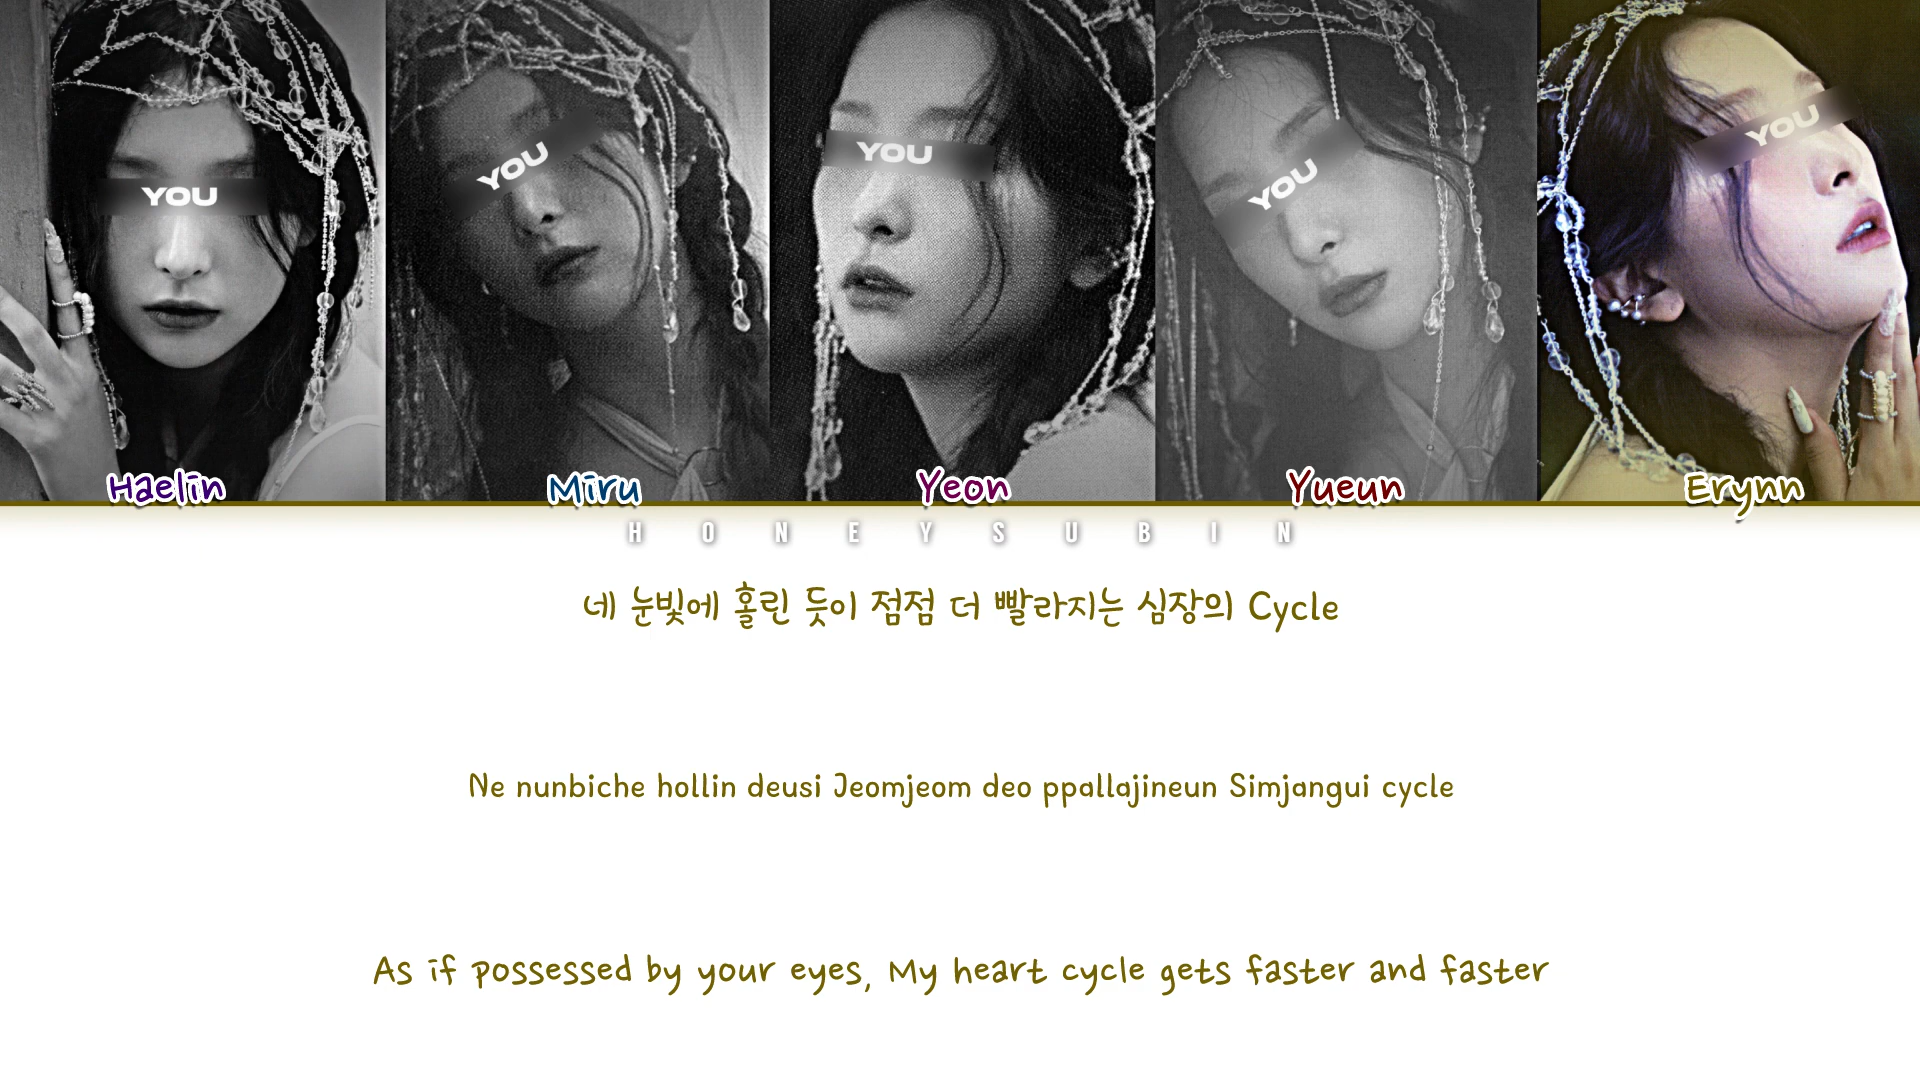 YOU YOU YOU YOU YOU
Haelin Miru Yeon Yueun Erynn
HONEYSUBIN
네 눈빛에 홀린 듯이 점점 더 빨라지는 심장의 Cycle
Ne nunbiche hollin deusi Jeomjeom deo ppallajineun Simjangui cycle
As if possessed by your eyes, My heart cycle gets faster and faster